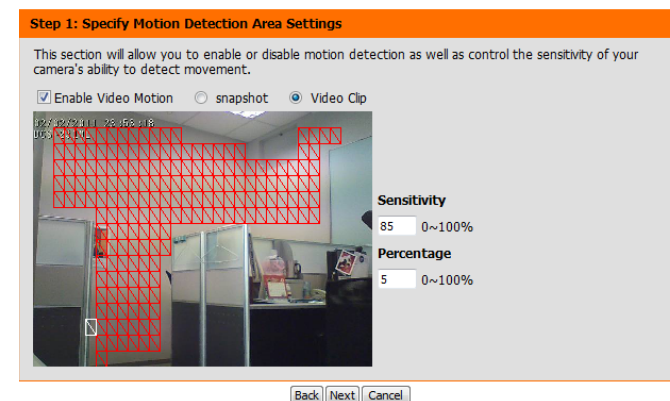 Step 1: Specify Motion Detection Area Settings
This section will allow you to enable or disable motion detection as well as control the sensitivity of your
camera's ability to detect movement.
Enable Video Motion snapshot Video Clip
Sensitivity
85 0~100%
Percentage
5 0~100%
Back Next Cancel